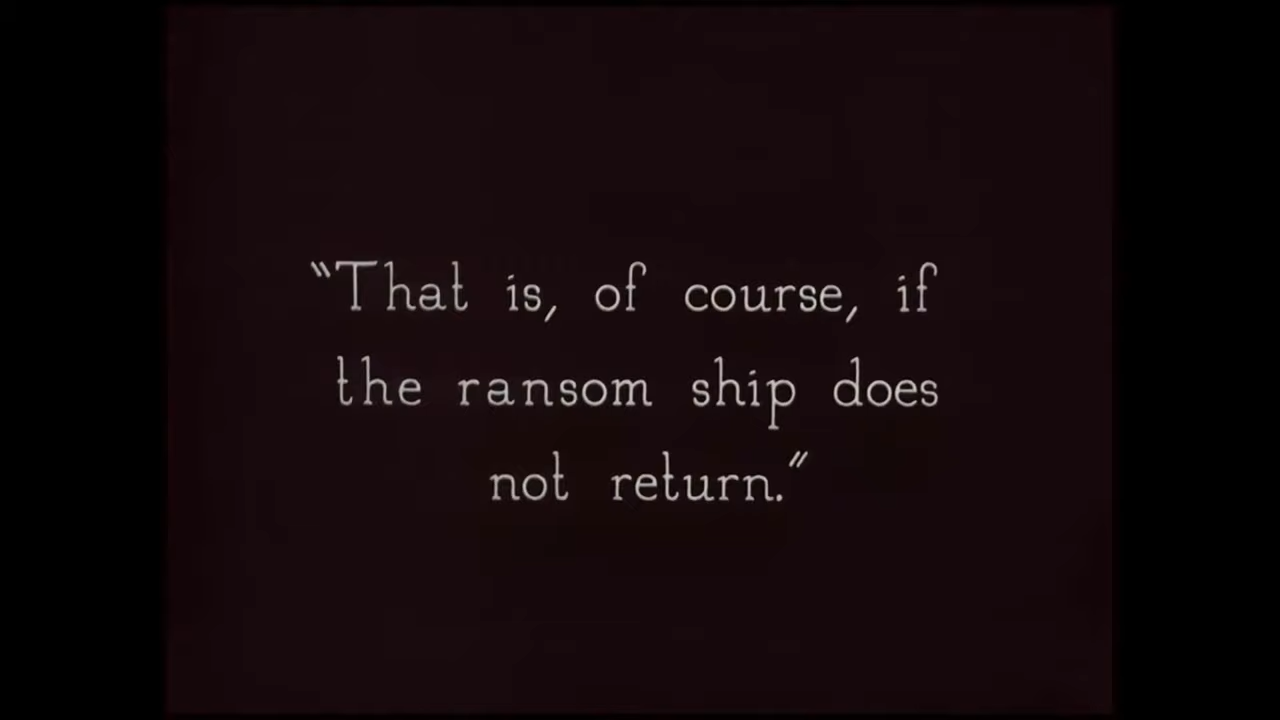 “That is, of course, if
the ransom ship does
not return.”